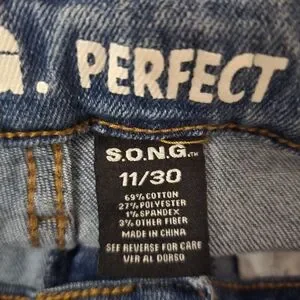 G. PERFECT
S.O.N.G.™
11/30
69% COTTON
27% POLYESTER
1% SPANDEX
3% OTHER FIBER
MADE IN CHINA
SEE REVERSE FOR CARE
VER AL DORSO